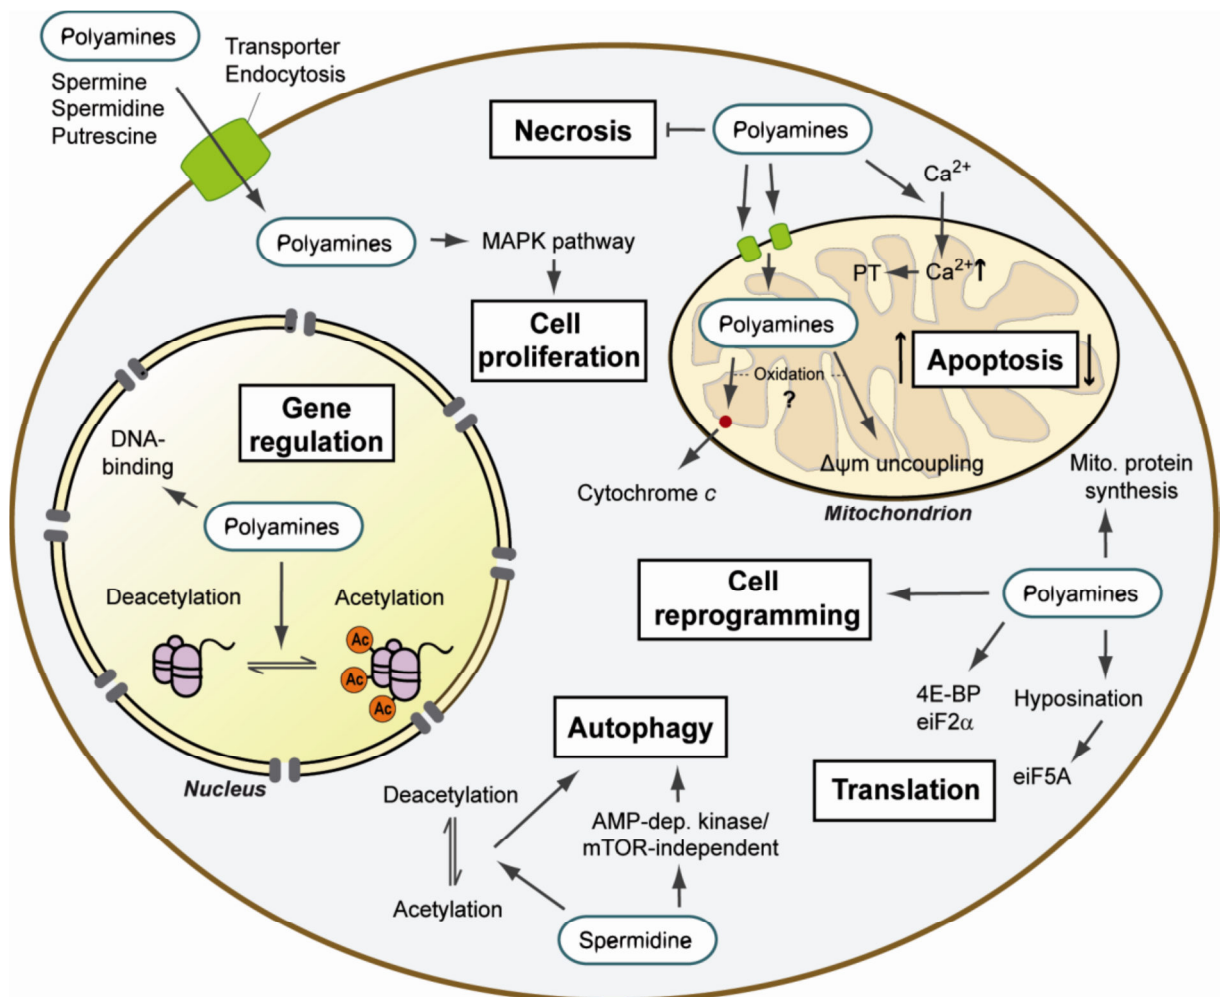 Polyamines
Spermine
Spermidine
Putrescine
Transporter
Endocytosis
Polyamines
MAPK pathway
Cell
proliferation
Necrosis
Polyamines
Ca2+
PT
Ca2+↑
Polyamines
Oxidation
?
↑ Apoptosis ↓
Δψm uncoupling
Cytochrome c
Mitochondrion
Gene
regulation
DNA-
binding
Polyamines
Deacetylation
Acetylation
Ac
Ac
Ac
Nucleus
Mito. protein
synthesis
Polyamines
Cell
reprogramming
4E-BP
eiF2α
Hyposination
eiF5A
Translation
Autophagy
Deacetylation
Acetylation
AMP-dep. kinase/
mTOR-independent
Spermidine